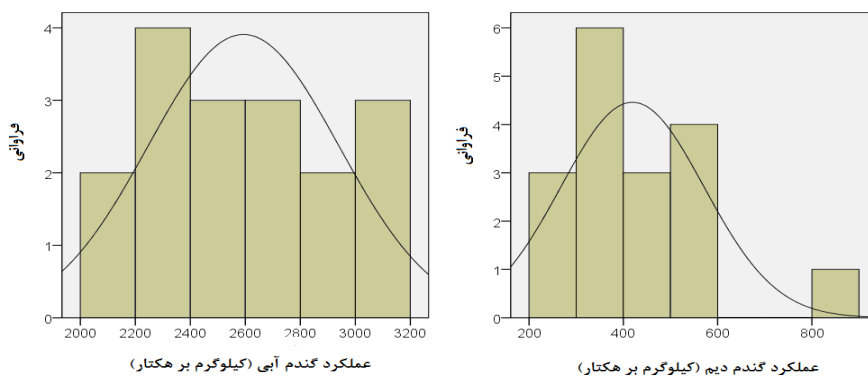 4
3
2
1
0
فراوانی
2000 2200 2400 2600 2800 3000 3200
عملکرد گندم آبی (کیلوگرم بر هکتار)
6
5
4
3
2
1
0
فراوانی
200 400 600 800
عملکرد گندم دیم (کیلوگرم بر هکتار)